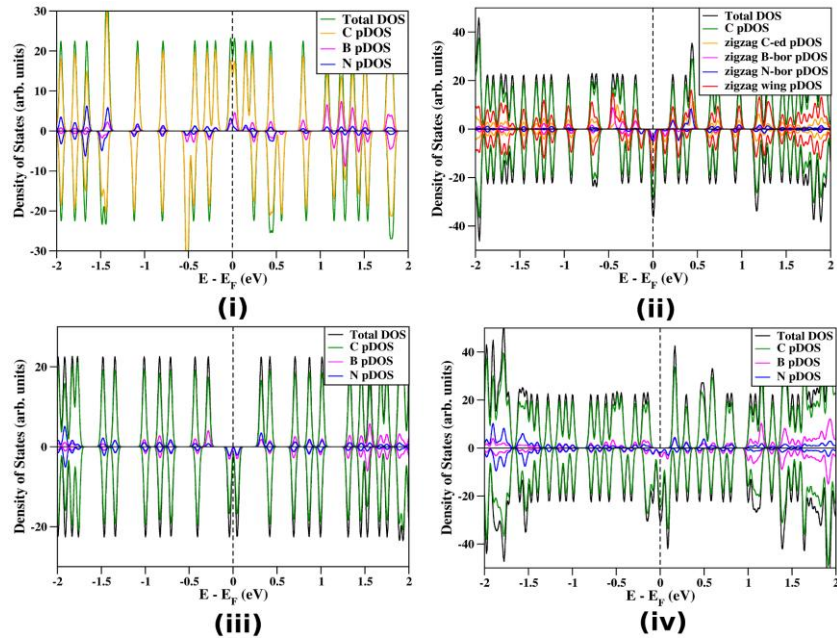 Total DOS
C pDOS
B pDOS
N pDOS
Density of States (arb. units)
30
20
10
0
-10
-20
-30
-2 -1.5 -1 -0.5 0 0.5 1 1.5 2
E - E_F (eV)
(i)
Total DOS
C pDOS
zigzag C-ed pDOS
zigzag B-bor pDOS
zigzag N-bor pDOS
zigzag wing pDOS
Density of States (arb. units)
40
20
0
-20
-40
-2 -1.5 -1 -0.5 0 0.5 1 1.5 2
E - E_F (eV)
(ii)
Total DOS
C pDOS
B pDOS
N pDOS
Density of States (arb. units)
20
0
-20
-2 -1.5 -1 -0.5 0 0.5 1 1.5 2
E - E_F (eV)
(iii)
Total DOS
C pDOS
B pDOS
N pDOS
Density of States (arb. units)
40
20
0
-20
-40
-2 -1.5 -1 -0.5 0 0.5 1 1.5 2
E - E_F (eV)
(iv)